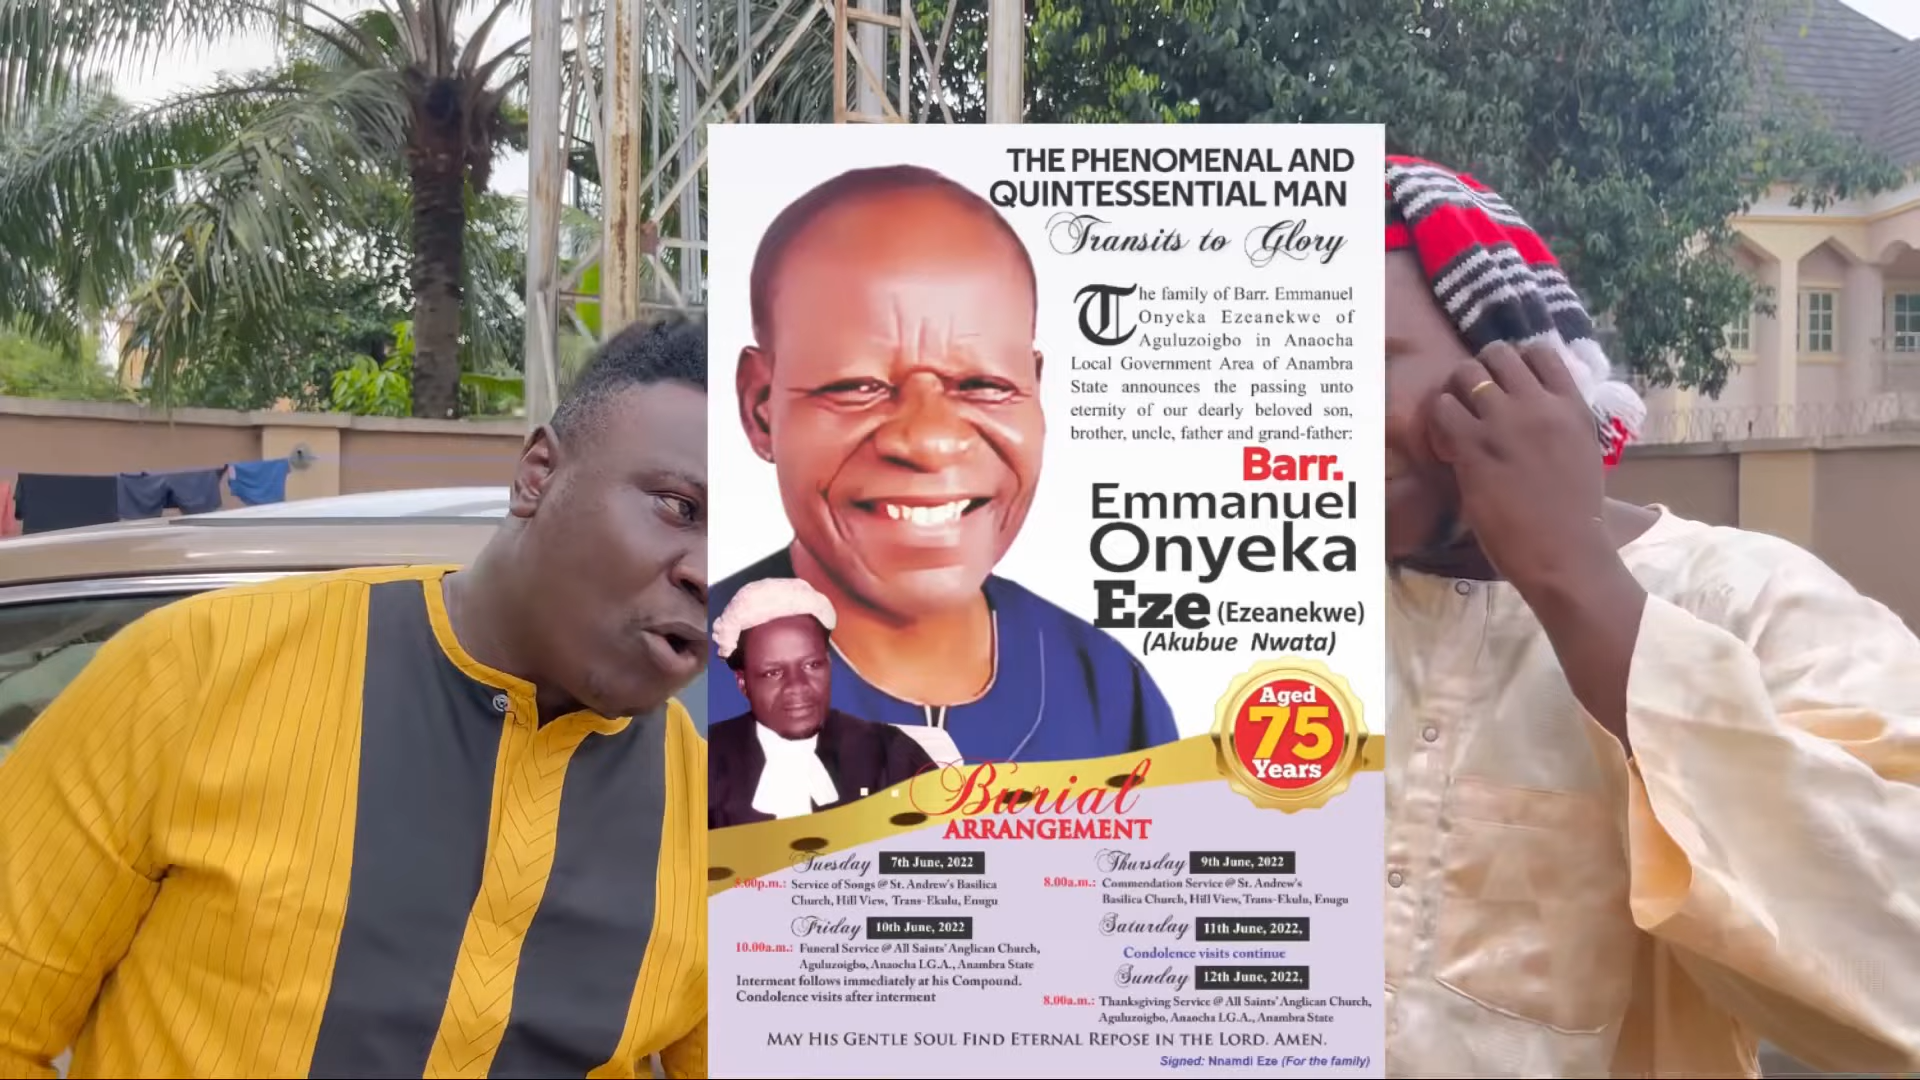 THE PHENOMENAL AND
QUINTESSENTIAL MAN
Transits to Glory
The family of Barr. Emmanuel
Onyeka Ezeanekwe of
Aguluzoigbo in Anaocha
Local Government Area of Anambra
State announces the passing unto
eternity of our dearly beloved son,
brother, uncle, father and grand-father:
Barr.
Emmanuel
Onyeka
Eze (Ezeanekwe)
(Akubue Nwata)
Aged
75
Years
Burial
ARRANGEMENT
Tuesday 7th June, 2022
5.00p.m.: Service of Songs @ St. Andrew's Basilica
Church, Hill View, Trans-Ekulu, Enugu
Thursday 9th June, 2022
8.00a.m.: Commendation Service @ St. Andrew's
Basilica Church, Hill View, Trans-Ekulu, Enugu
Friday 10th June, 2022
10.00a.m.: Funeral Service @ All Saints' Anglican Church,
Aguluzoigbo, Anaocha L.G.A., Anambra State
Interment follows immediately at his Compound.
Condolence visits after interment
Saturday 11th June, 2022,
Condolence visits continue
Sunday 12th June, 2022,
8.00a.m.: Thanksgiving Service @ All Saints' Anglican Church,
Aguluzoigbo, Anaocha L.G.A., Anambra State
MAY HIS GENTLE SOUL FIND ETERNAL REPOSE IN THE LORD. AMEN.
Signed: Nnamdi Eze (For the family)